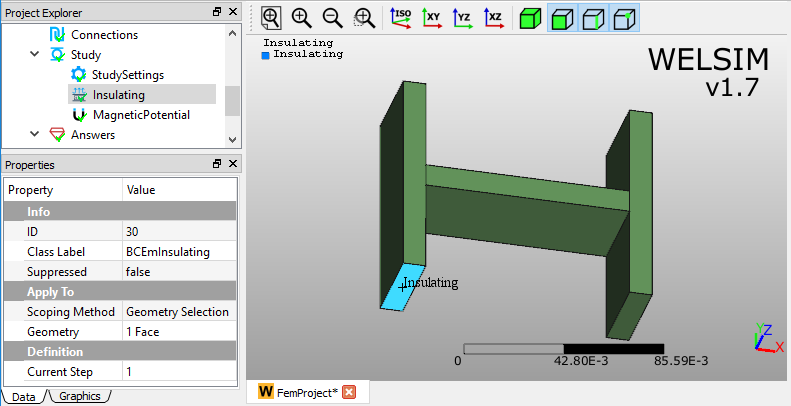 Project Explorer
Connections
Study
StudySettings
Insulating
MagneticPotential
Answers
Properties
Property Value
Info
ID 30
Class Label BCEmInsulating
Suppressed false
Apply To
Scoping Method Geometry Selection
Geometry 1 Face
Definition
Current Step 1
Data Graphics
ISO XY YZ XZ
Insulating
Insulating
WELSIM
v1.7
Insulating
0 42.80E-3 85.59E-3
Y Z X
W FemProject*